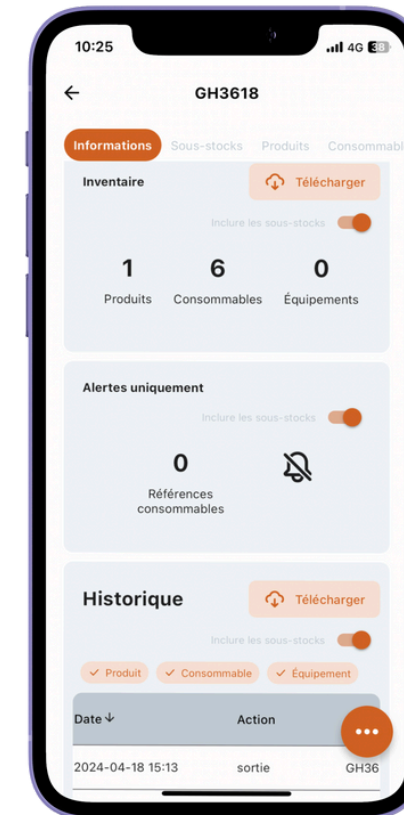 10:25 4G 38
GH3618
Informations Sous-stocks Produits Consommabl
Inventaire Télécharger
Inclure les sous-stocks
1 6 0
Produits Consommables Équipements
Alertes uniquement
Inclure les sous-stocks
0
Références
consommables
Historique Télécharger
Inclure les sous-stocks
Produit Consommable Équipement
Date Action
2024-04-18 15:13 sortie GH36